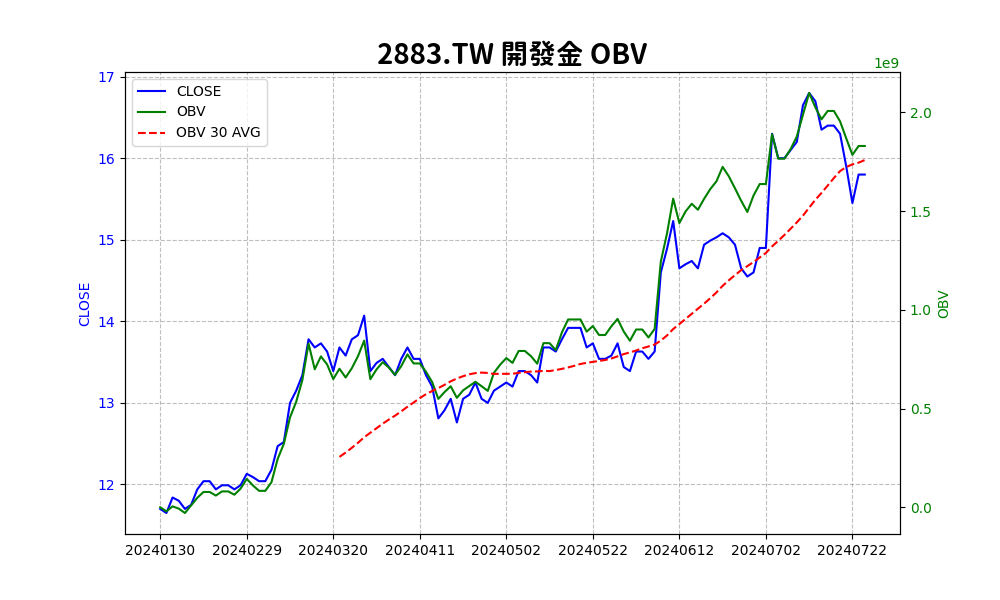 2883.TW 開發金 OBV
1e9
CLOSE
OBV
OBV 30 AVG
17
16
15
14
13
12
CLOSE
2.0
1.5
1.0
0.5
0.0
OBV
20240130 20240229 20240320 20240411 20240502 20240522 20240612 20240702 20240722